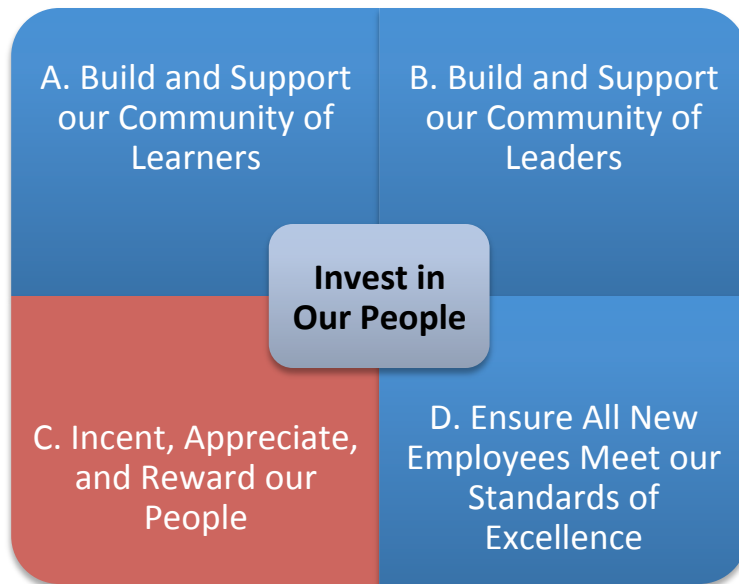 A. Build and Support
our Community of
Learners
B. Build and Support
our Community of
Leaders
Invest in
Our People
C. Incent, Appreciate,
and Reward our
People
D. Ensure All New
Employees Meet our
Standards of
Excellence